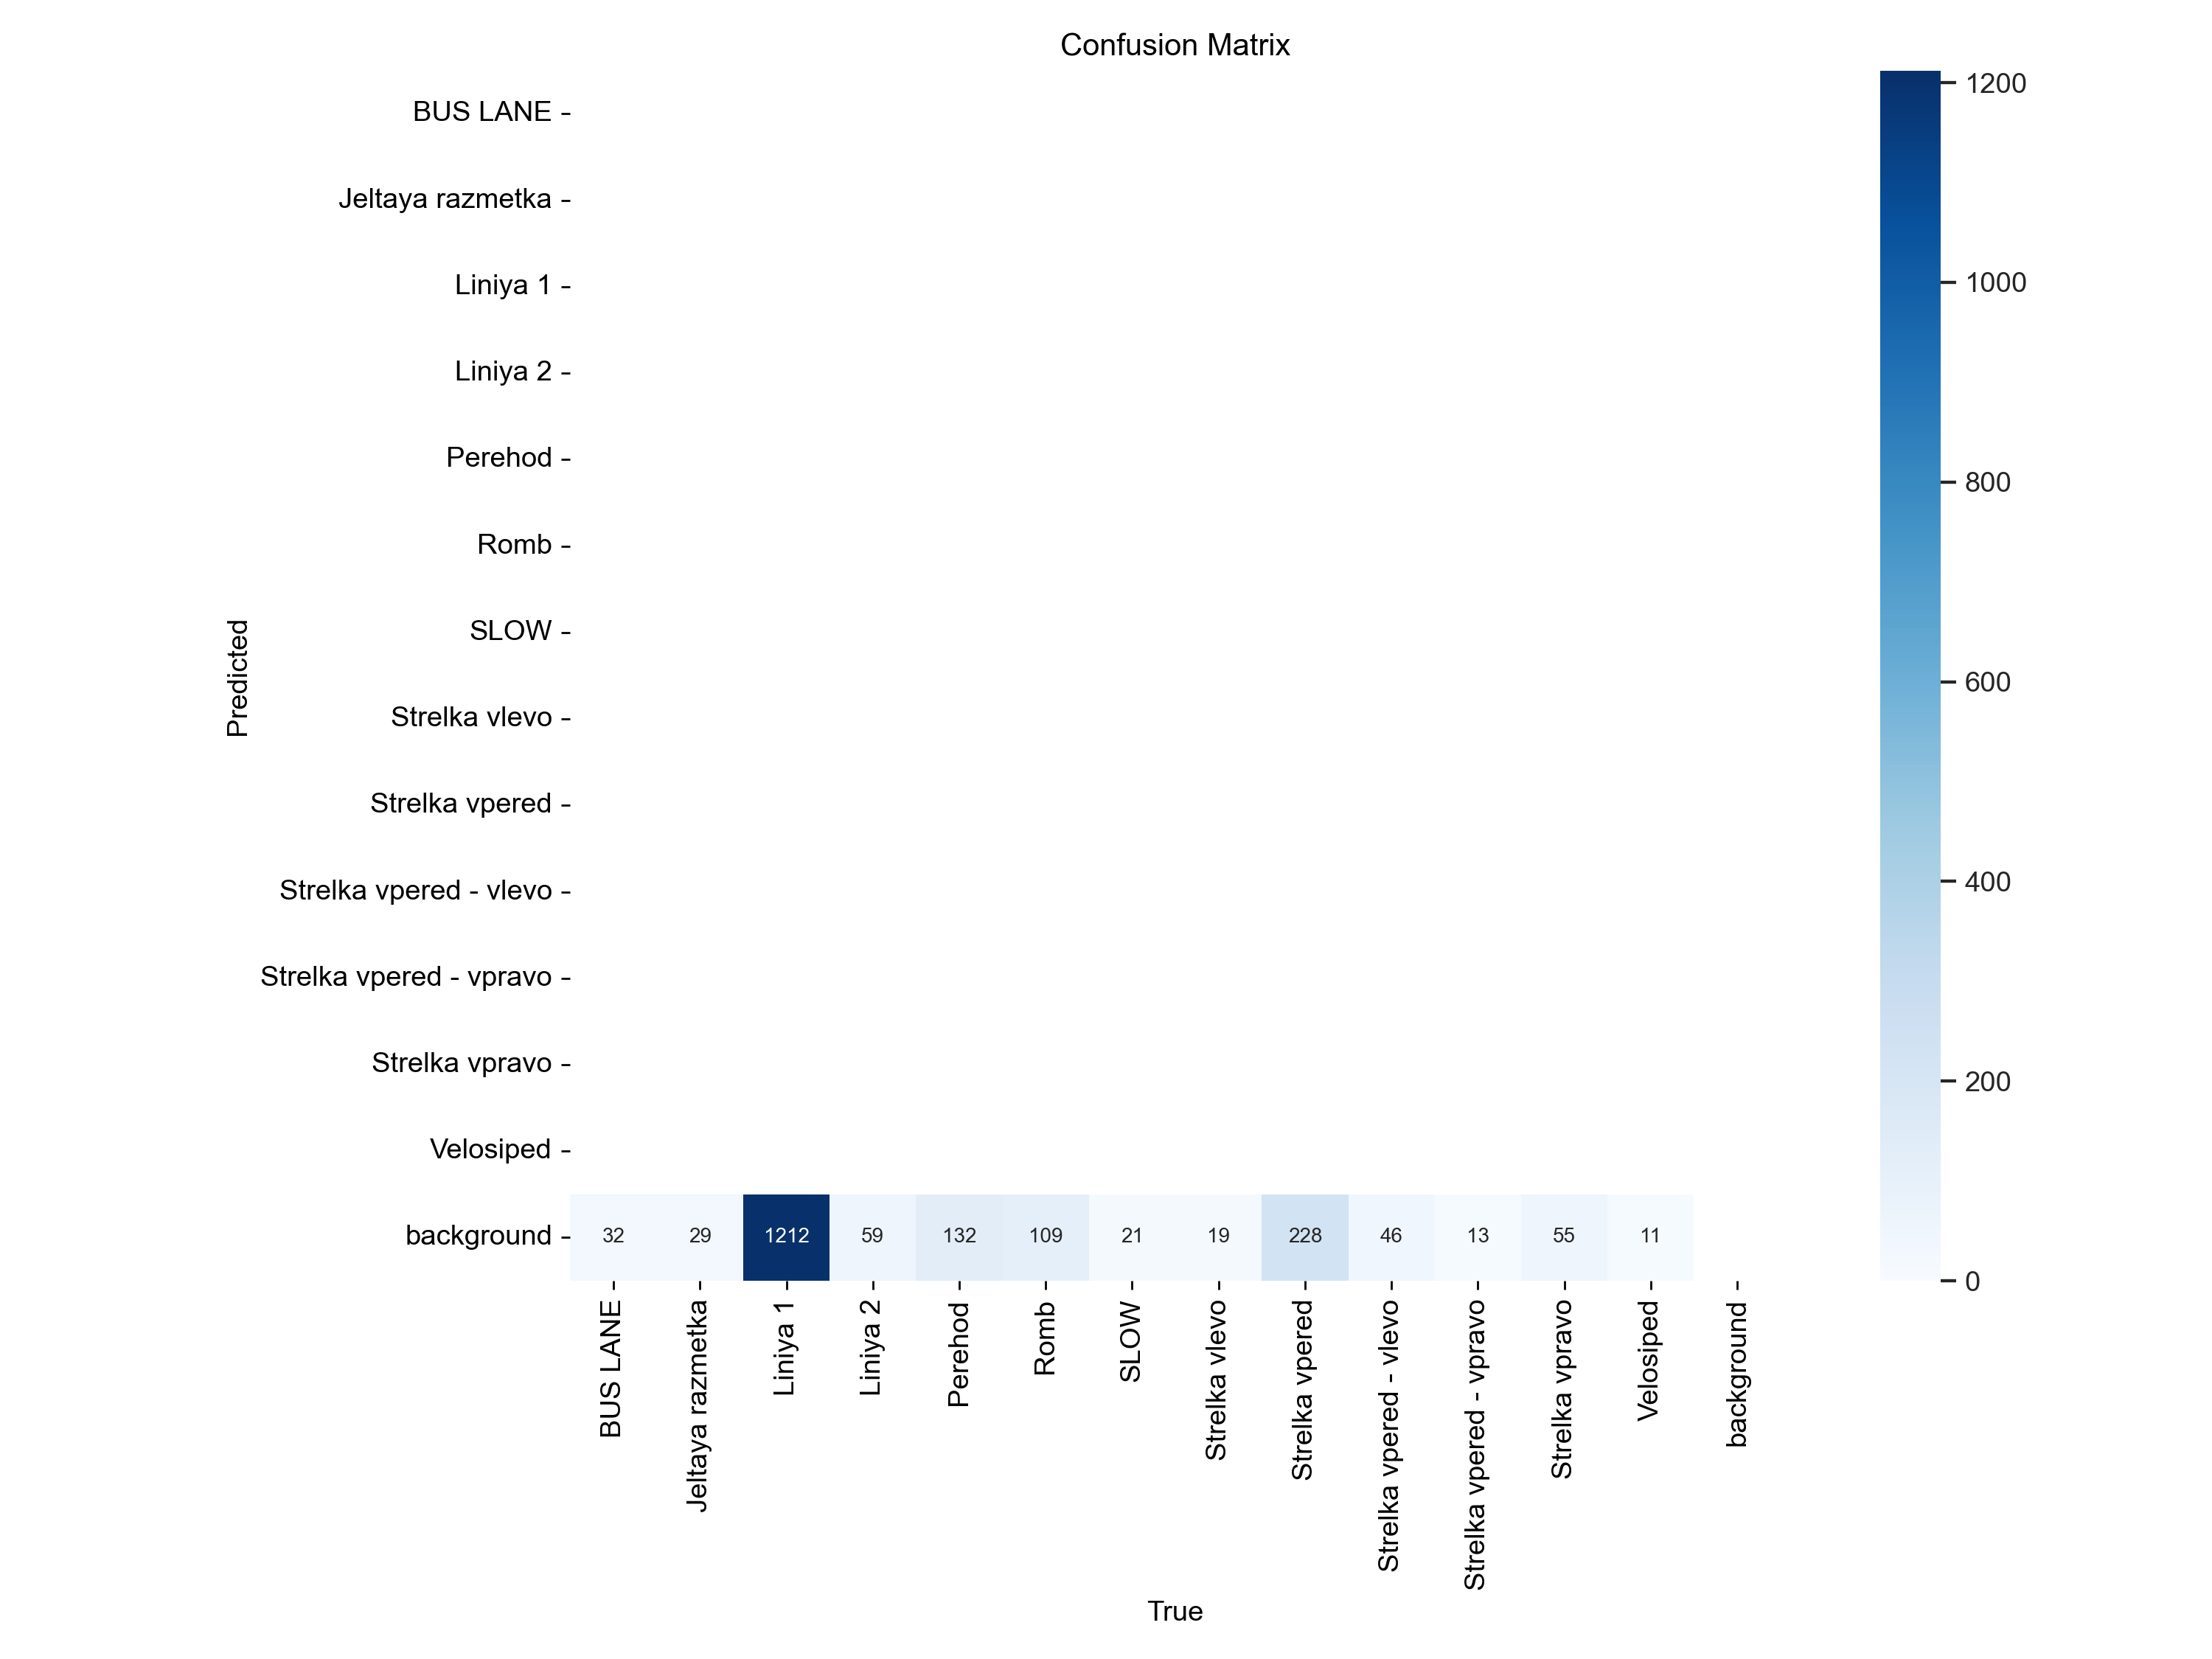 Confusion Matrix
BUS LANE
Jeltaya razmetka
Liniya 1
Liniya 2
Perehod
Romb
SLOW
Strelka vlevo
Strelka vpered
Strelka vpered - vlevo
Strelka vpered - vpravo
Strelka vpravo
Velosiped
background
Predicted
32 29 1212 59 132 109 21 19 228 46 13 55 11
BUS LANE
Jeltaya razmetka
Liniya 1
Liniya 2
Perehod
Romb
SLOW
Strelka vlevo
Strelka vpered
Strelka vpered - vlevo
Strelka vpered - vpravo
Strelka vpravo
Velosiped
background
True
1200
1000
800
600
400
200
0